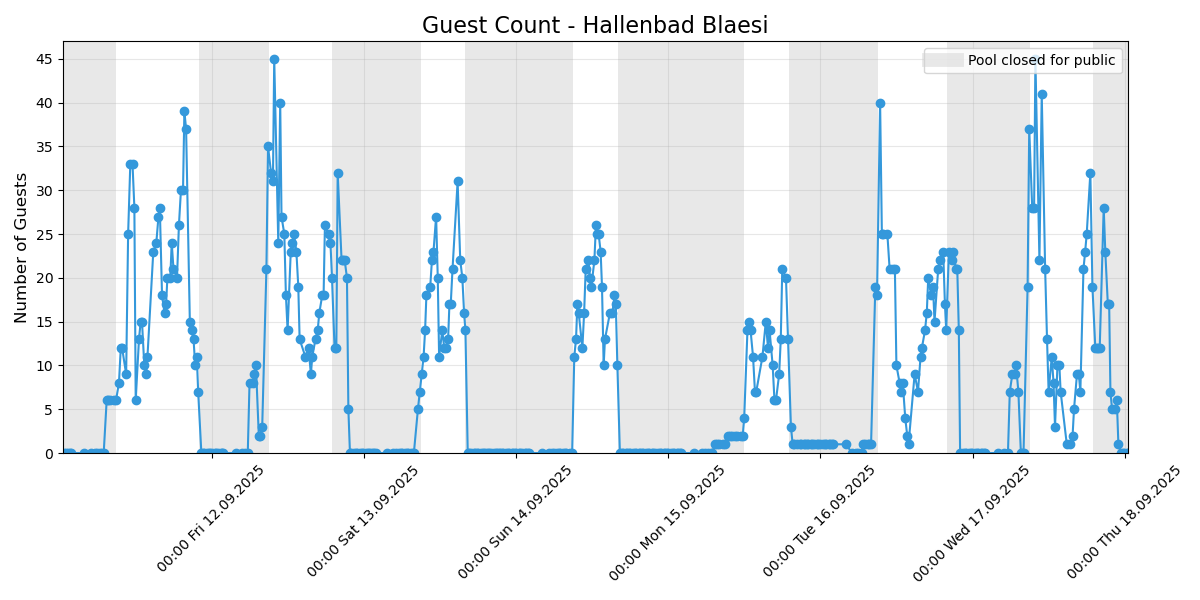 Guest Count - Hallenbad Blaesi
Pool closed for public
Number of Guests
45
40
35
30
25
20
15
10
5
0
00:00 Fri 12.09.2025
00:00 Sat 13.09.2025
00:00 Sun 14.09.2025
00:00 Mon 15.09.2025
00:00 Tue 16.09.2025
00:00 Wed 17.09.2025
00:00 Thu 18.09.2025